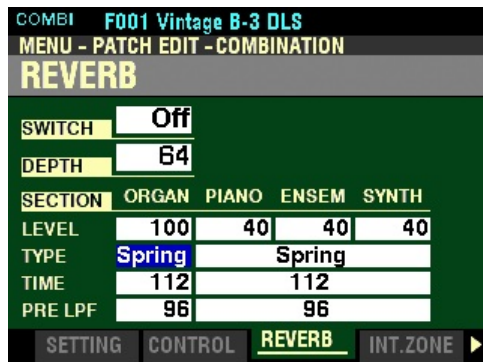 COMBI F001 Vintage B-3 DLS
MENU - PATCH EDIT - COMBINATION
REVERB
SWITCH Off
DEPTH 64
SECTION ORGAN PIANO ENSEM SYNTH
LEVEL 100 40 40 40
TYPE Spring Spring
TIME 112 112
PRE LPF 96 96
SETTING CONTROL REVERB INT.ZONE